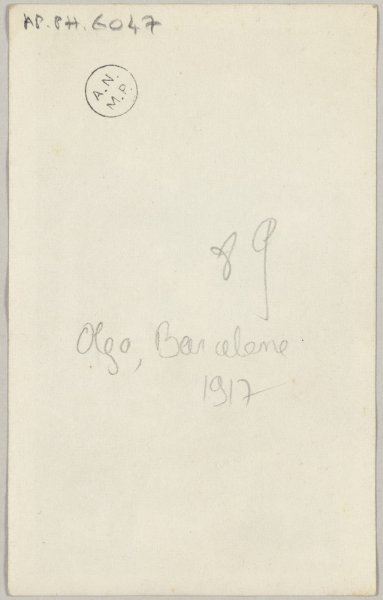 AP.PH.6047
A.N.
M.P.
89
Olga, Barcelone
1917